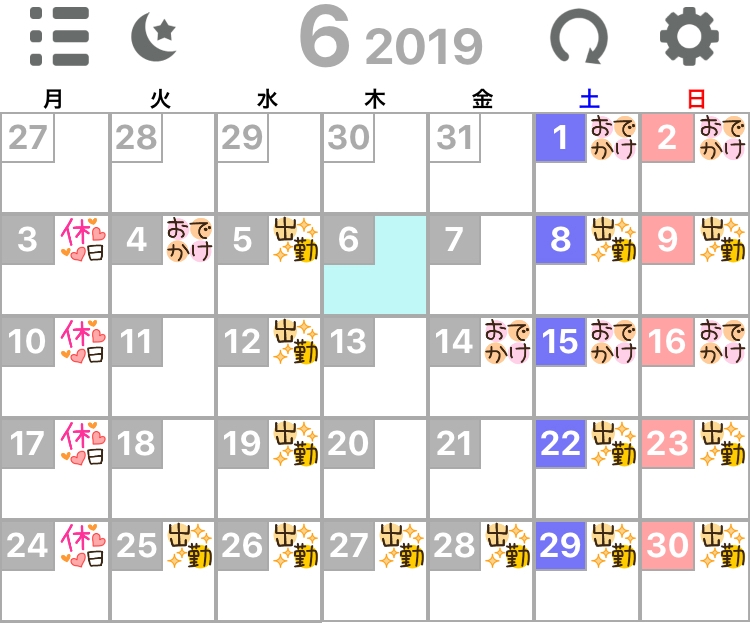 6 2019
月 火 水 木 金 土 日
27 28 29 30 31 1 おでかけ 2 おでかけ
3 休日 4 おでかけ 5 出勤 6 7 8 出勤 9 出勤
10 休日 11 12 出勤 13 14 おでかけ 15 おでかけ 16 おでかけ
17 休日 18 19 出勤 20 21 22 出勤 23 出勤
24 休日 25 出勤 26 出勤 27 出勤 28 出勤 29 出勤 30 出勤